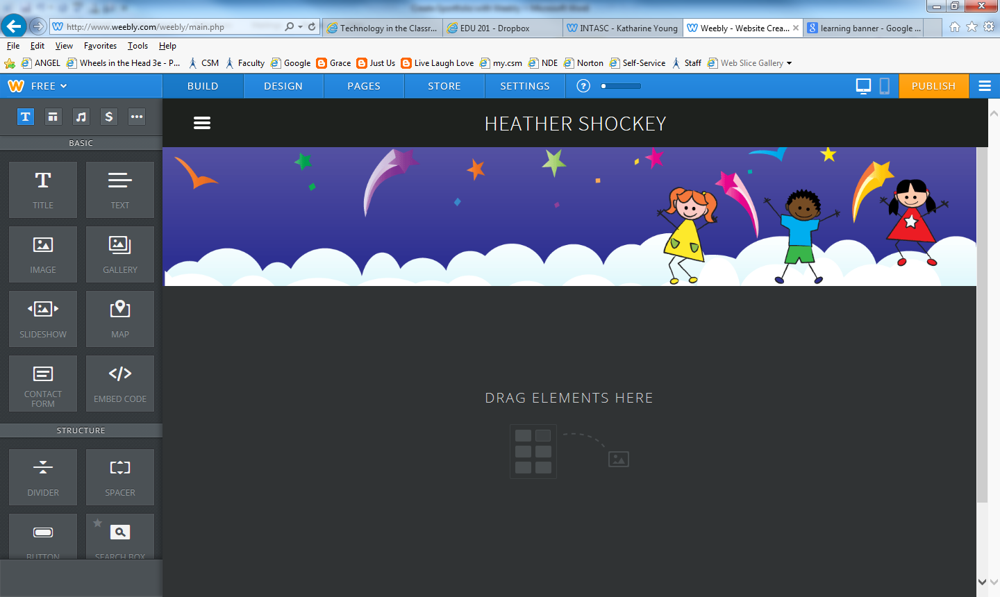 http://www.weebly.com/weebly/main.php
Technology in the Classr...
EDU 201 - Dropbox
INTASC - Katharine Young
Weebly - Website Crea...
learning banner - Google ...
File Edit View Favorites Tools Help
ANGEL Wheels in the Head 3e - P... CSM Faculty Google Grace Just Us Live Laugh Love my.csm NDE Norton Self-Service Staff Web Slice Gallery
FREE BUILD DESIGN PAGES STORE SETTINGS ? PUBLISH
T $
HEATHER SHOCKEY
BASIC
T
TITLE TEXT
IMAGE GALLERY
SLIDESHOW MAP
CONTACT FORM EMBED CODE
STRUCTURE
DIVIDER SPACER
BUTTON SEARCH BOX
DRAG ELEMENTS HERE